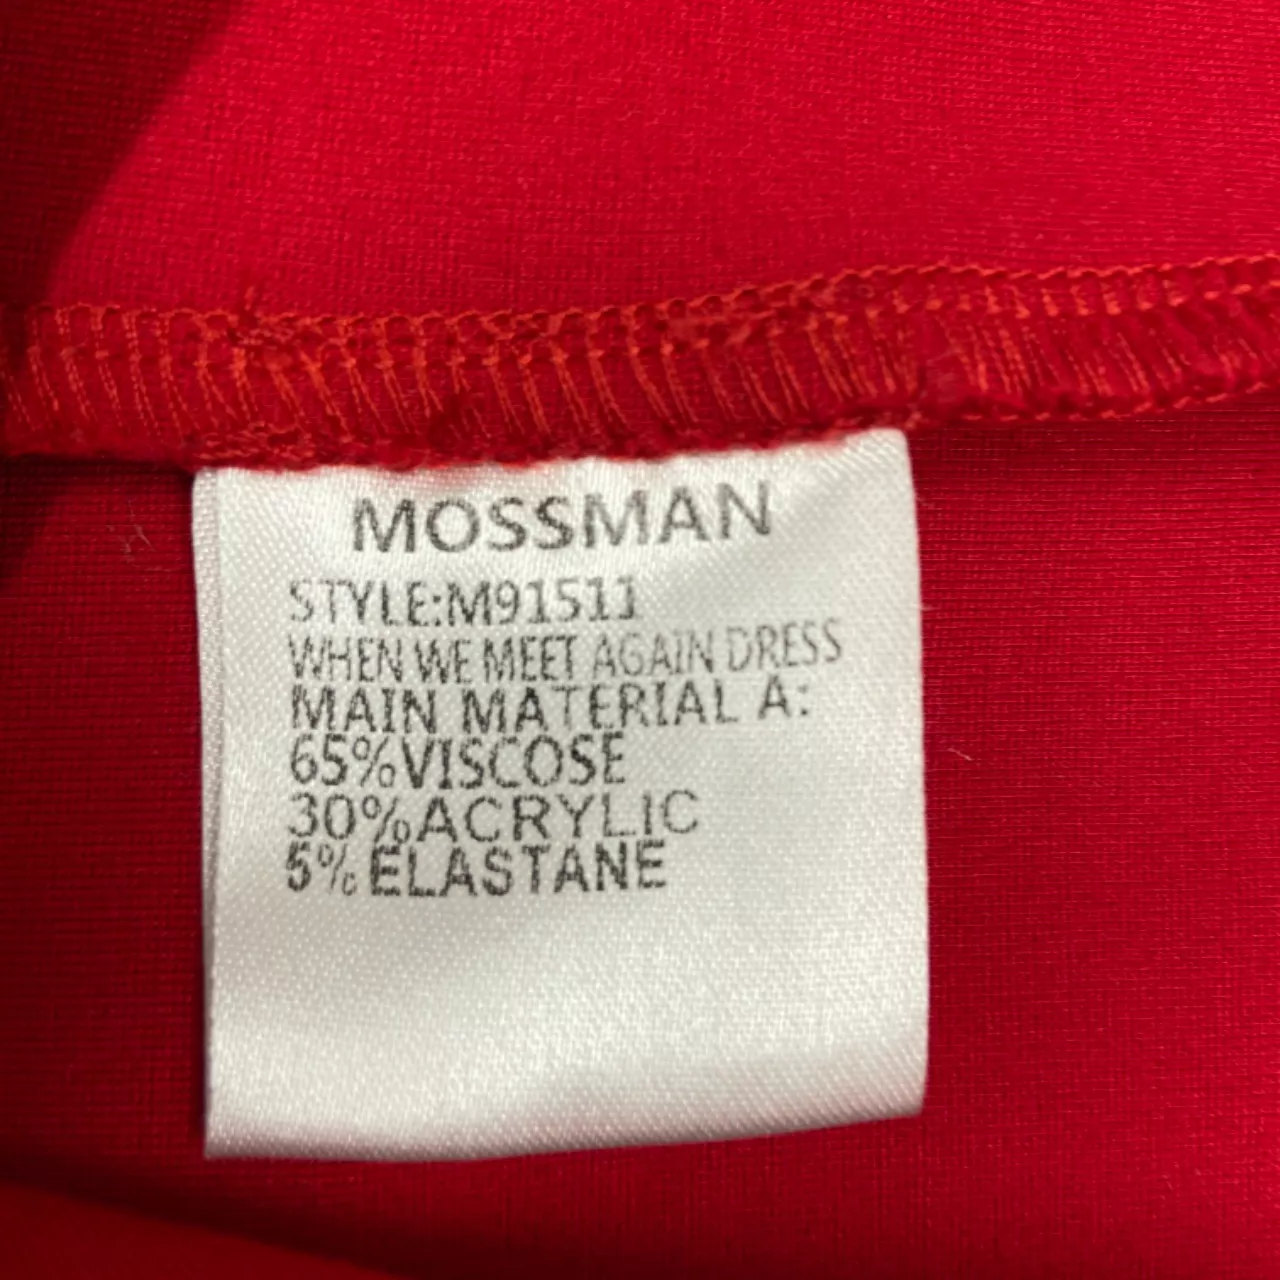 MOSSMAN
STYLE:M91511
WHEN WE MEET AGAIN DRESS
MAIN MATERIAL A:
65%VISCOSE
30%ACRYLIC
5%ELASTANE